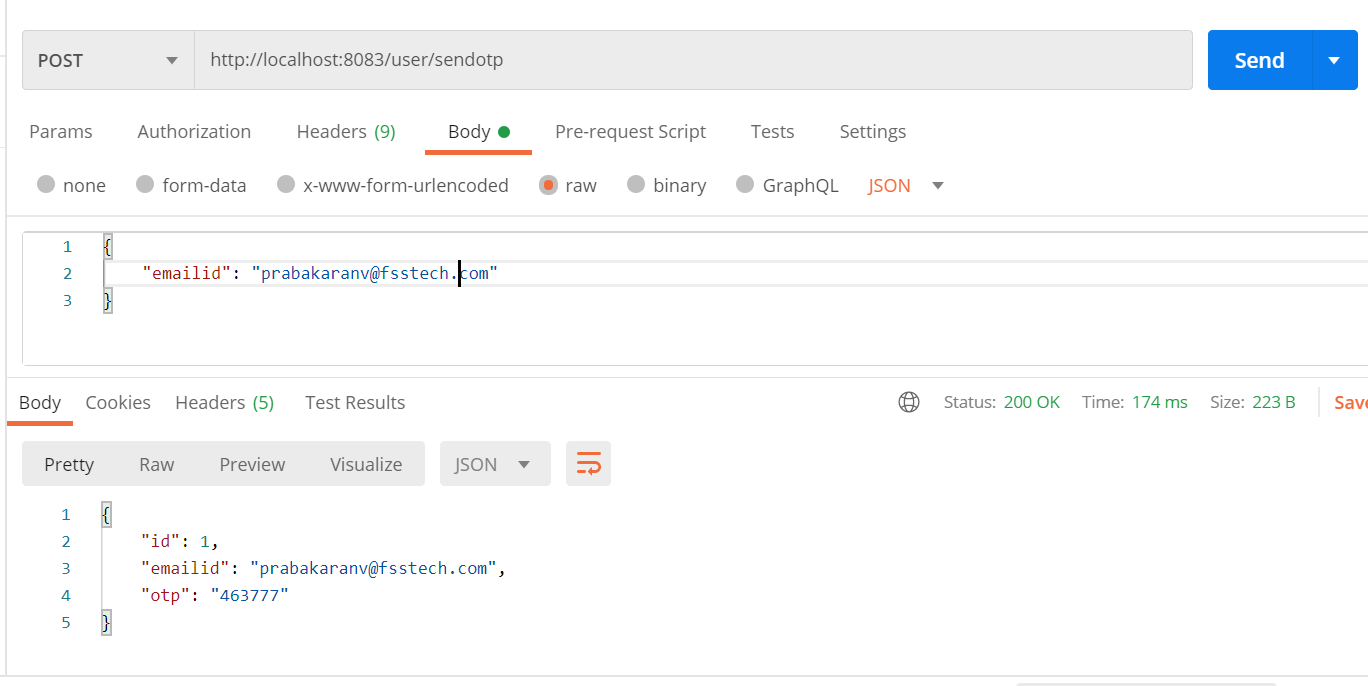 POST http://localhost:8083/user/sendotp Send
Params Authorization Headers (9) Body Pre-request Script Tests Settings
none form-data x-www-form-urlencoded raw binary GraphQL JSON
1 {
2 "emailid": "prabakaranv@fsstech.com"
3 }
Body Cookies Headers (5) Test Results Status: 200 OK Time: 174 ms Size: 223 B Save
Pretty Raw Preview Visualize JSON
1 {
2 "id": 1,
3 "emailid": "prabakaranv@fsstech.com",
4 "otp": "463777"
5 }